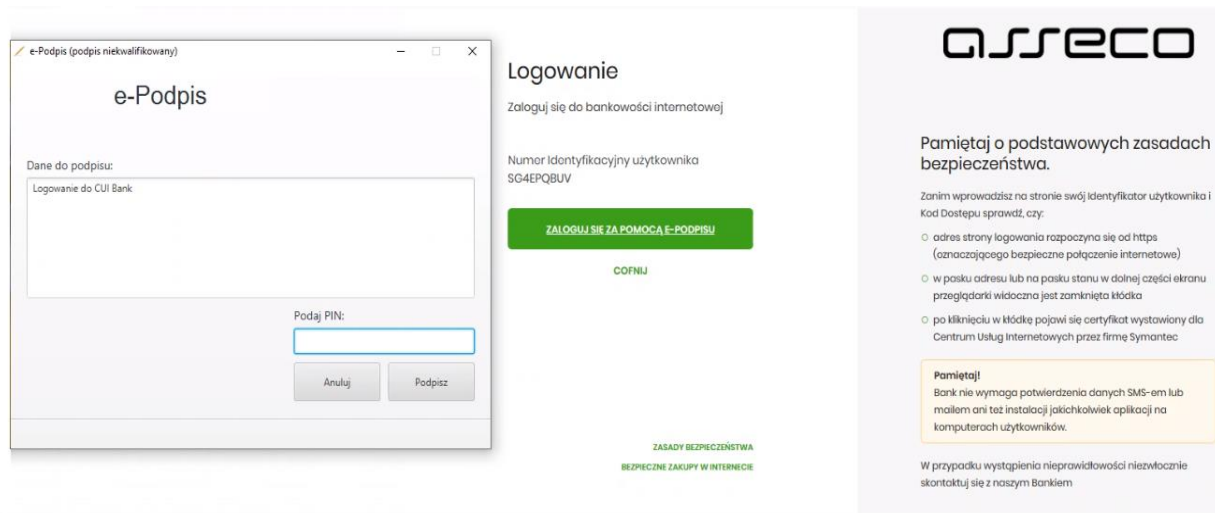 e-Podpis (podpis niekwalifikowany)
e-Podpis
Dane do podpisu:
Logowanie do CUI Bank
Podaj PIN:
Anuluj
Podpisz
Logowanie
Zaloguj się do bankowości internetowej
Numer Identyfikacyjny użytkownika
SG4EPQBUV
ZALOGUJ SIĘ ZA POMOCĄ E-PODPISU
COFNIJ
ZASADY BEZPIECZEŃSTWA
BEZPIECZNE ZAKUPY W INTERNECIE
asseco
Pamiętaj o podstawowych zasadach
bezpieczeństwa.
Zanim wprowadzisz na stronie swój Identyfikator użytkownika i
Kod Dostępu sprawdź, czy:
adres strony logowania rozpoczyna się od https
(oznaczającego bezpieczne połączenie internetowe)
w pasku adresu lub na pasku stanu w dolnej części ekranu
przeglądarki widoczna jest zamknięta kłódka
po kliknięciu w kłódkę pojawi się certyfikat wystawiony dla
Centrum Usług Internetowych przez firmę Symantec
Pamiętaj!
Bank nie wymaga potwierdzenia danych SMS-em lub
mailem ani też instalacji jakichkolwiek aplikacji na
komputerach użytkowników.
W przypadku wystąpienia nieprawidłowości niezwłocznie
skontaktuj się z naszym Bankiem